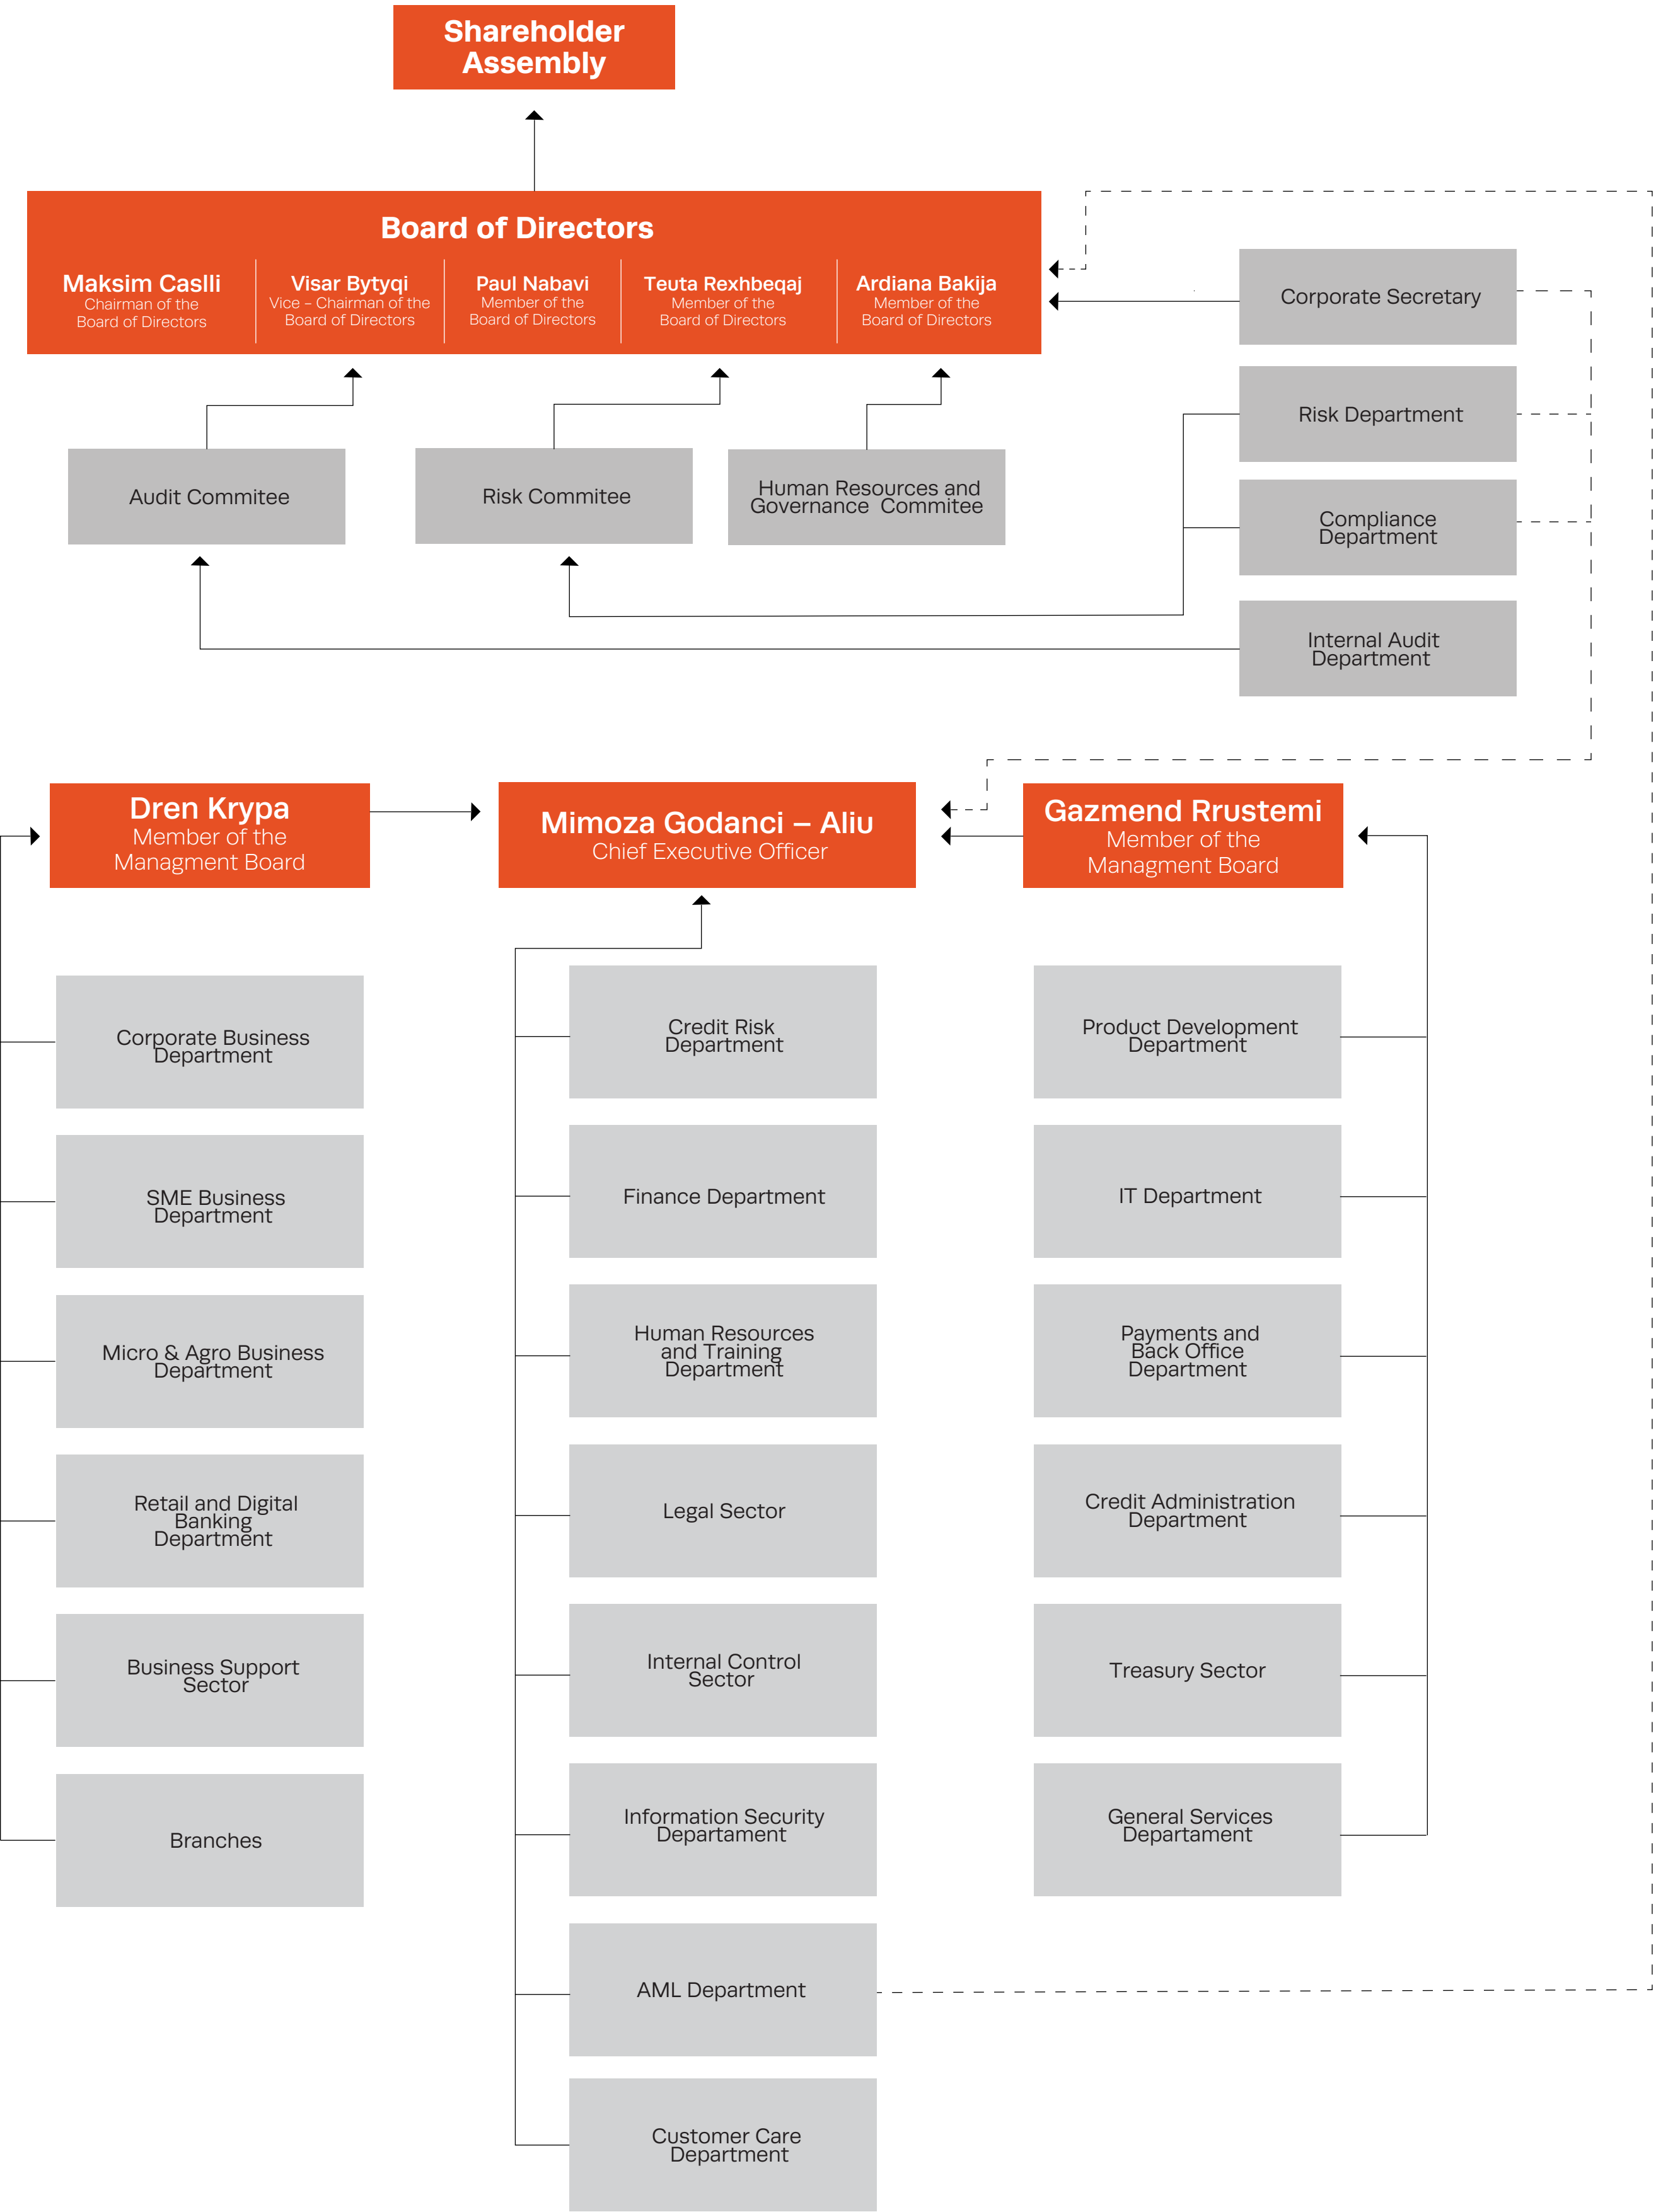 Shareholder
Assembly
Board of Directors
Maksim Caslli
Chairman of the
Board of Directors
Visar Bytyqi
Vice – Chairman of the
Board of Directors
Paul Nabavi
Member of the
Board of Directors
Teuta Rexhbeqaj
Member of the
Board of Directors
Ardiana Bakija
Member of the
Board of Directors
Corporate Secretary
Risk Department
Compliance
Department
Internal Audit
Department
Audit Commitee
Risk Commitee
Human Resources and
Governance Commitee
Dren Krypa
Member of the
Managment Board
Mimoza Godanci – Aliu
Chief Executive Officer
Gazmend Rrustemi
Member of the
Managment Board
Corporate Business
Department
SME Business
Department
Micro & Agro Business
Department
Retail and Digital
Banking
Department
Business Support
Sector
Branches
Credit Risk
Department
Finance Department
Human Resources
and Training
Department
Legal Sector
Internal Control
Sector
Information Security
Departament
AML Department
Customer Care
Department
Product Development
Department
IT Department
Payments and
Back Office
Department
Credit Administration
Department
Treasury Sector
General Services
Departament